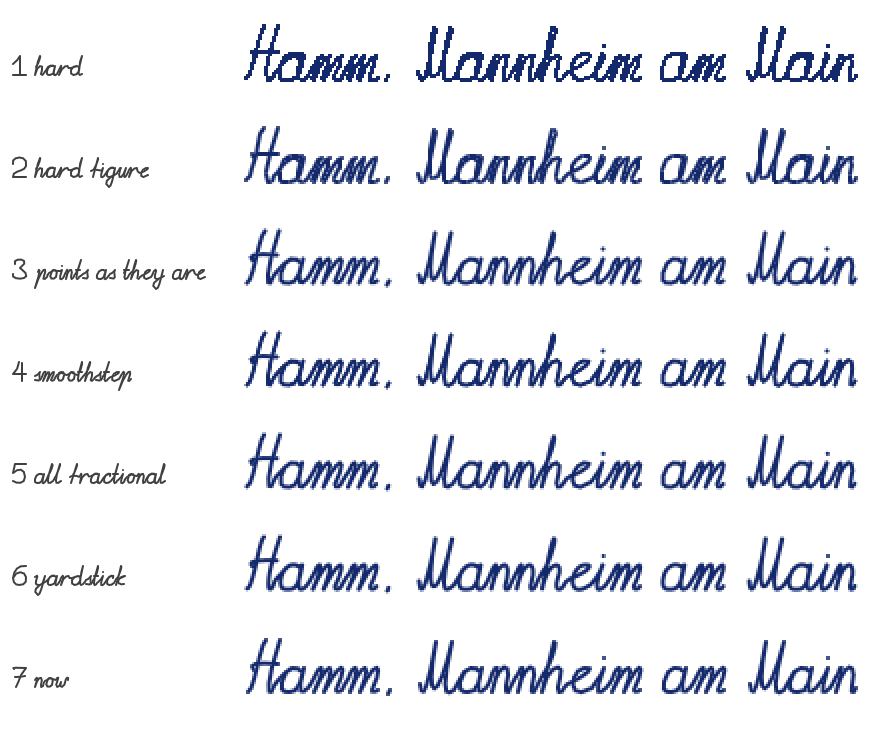 1 hard Hamm, Mannheim am Main
2 hard figure Hamm, Mannheim am Main
3 points as they are Hamm, Mannheim am Main
4 smoothstep Hamm, Mannheim am Main
5 all fractional Hamm, Mannheim am Main
6 yardstick Hamm, Mannheim am Main
7 now Hamm, Mannheim am Main